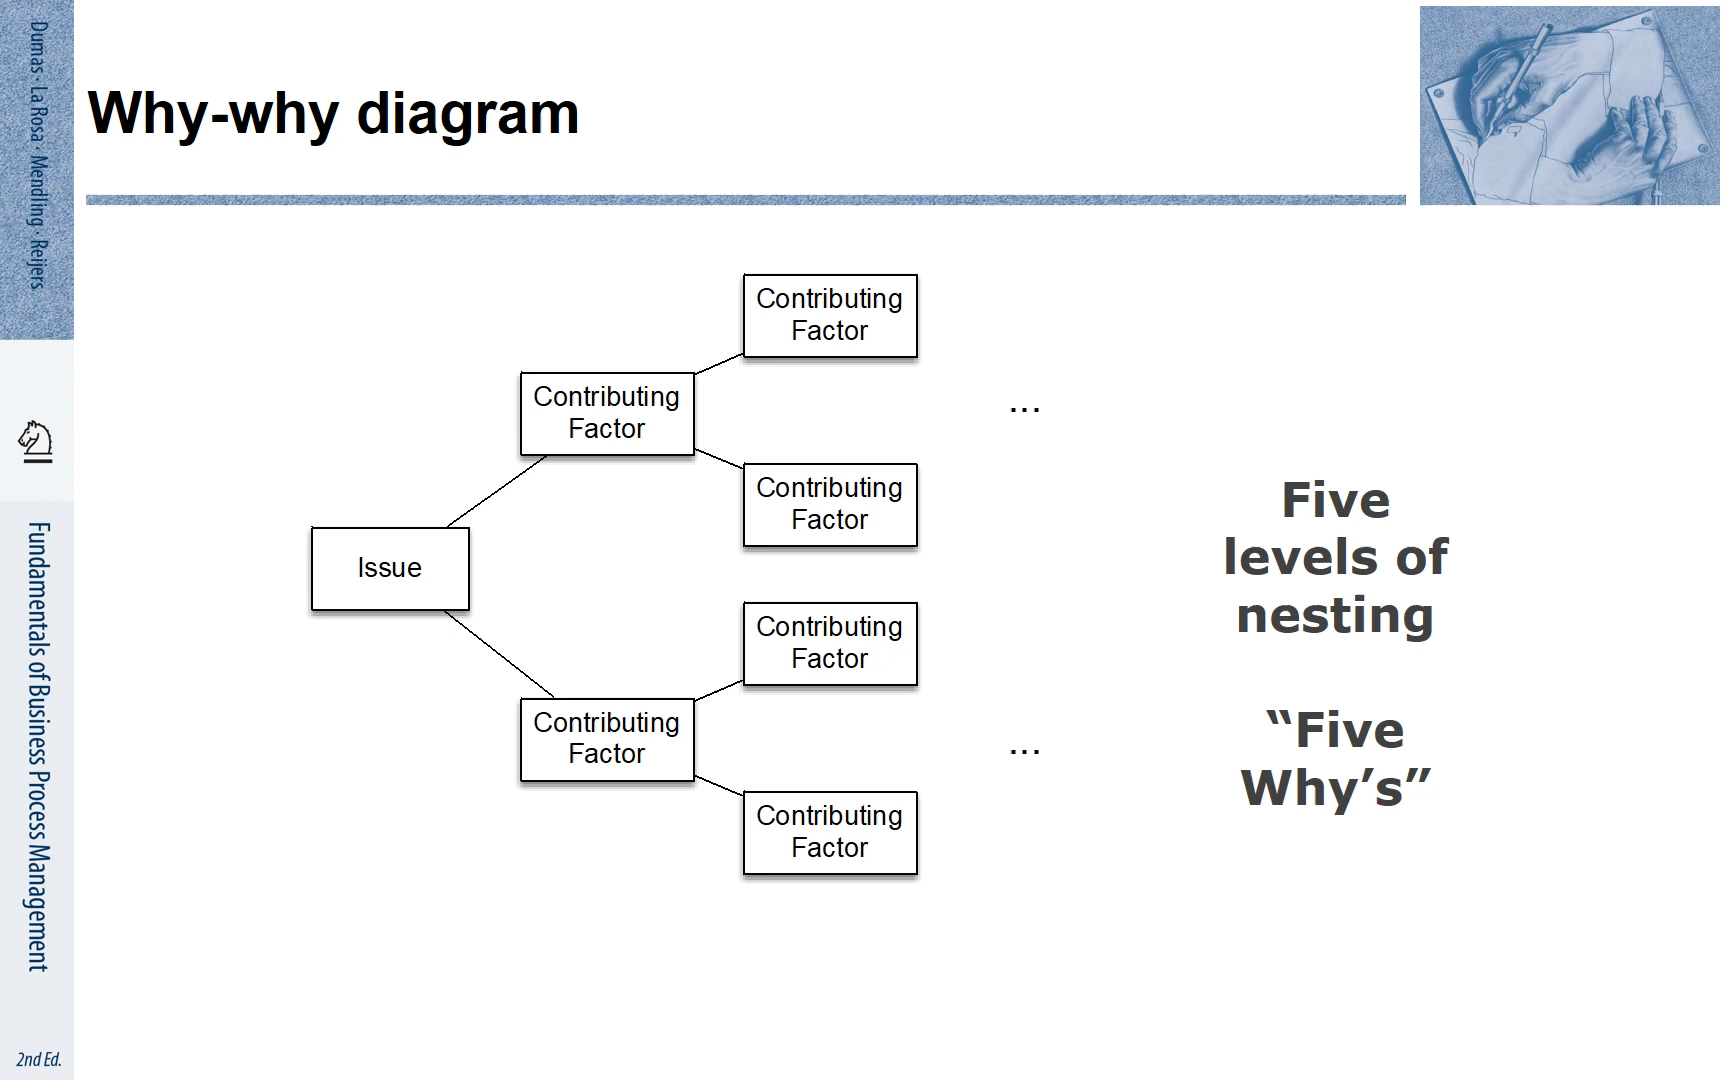 Dumas · La Rosa · Mendling · Reijers
Fundamentals of Business Process Management
2nd Ed.
Why-why diagram
Issue
Contributing
Factor
Contributing
Factor
Contributing
Factor
...
Contributing
Factor
Contributing
Factor
Contributing
Factor
...
Five
levels of
nesting
“Five
Why’s”